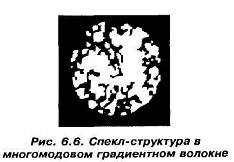 Рис. 6.6. Спекл-структура в
многомодовом градиентном волокне